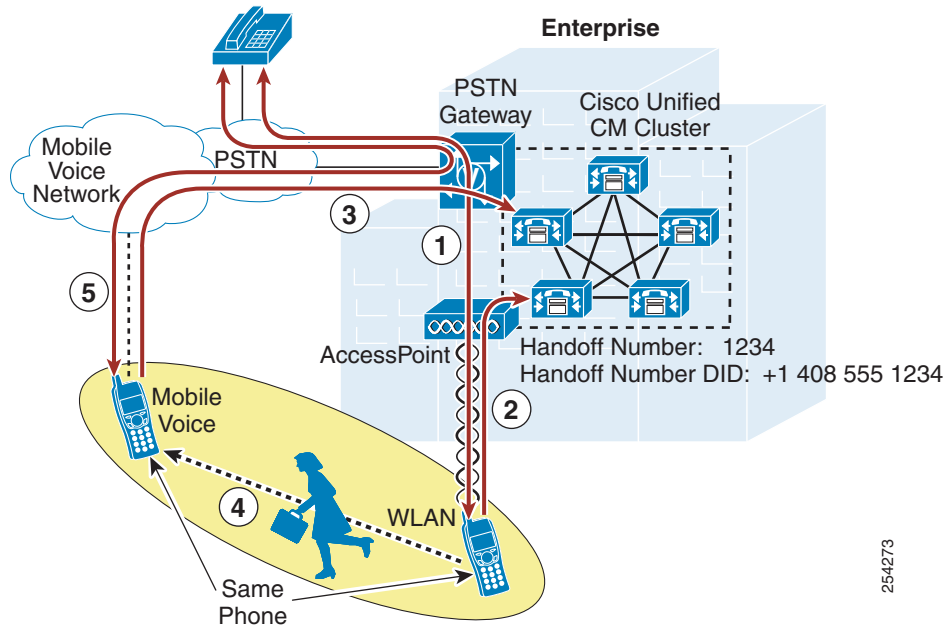 Enterprise
PSTN
Gateway
Cisco Unified
CM Cluster
Mobile
Voice
Network
PSTN
3
1
5
AccessPoint
Handoff Number: 1234
Handoff Number DID: +1 408 555 1234
2
Mobile
Voice
4
WLAN
Same
Phone
254273